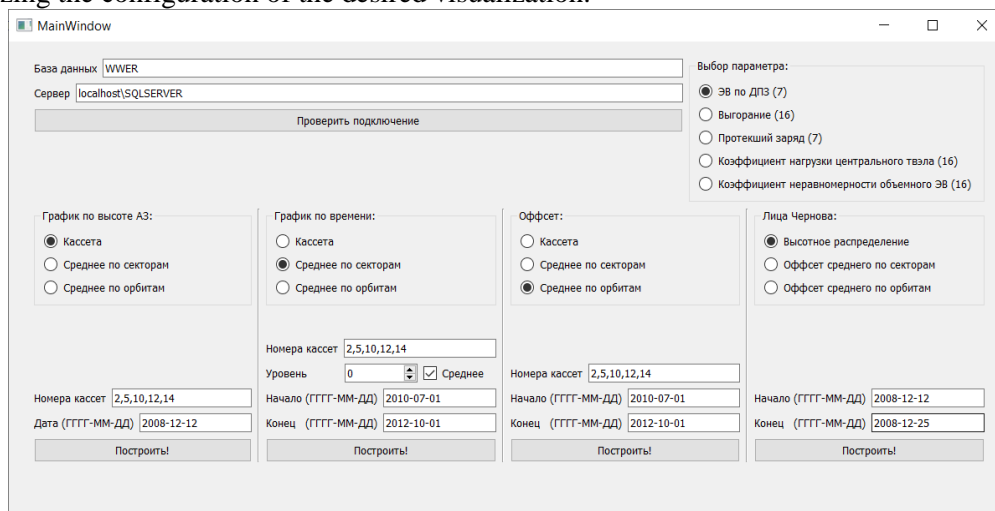 zing the configuration of the desired visualization.
MainWindow
База данных WWER
Сервер localhost\SQLSERVER
Проверить подключение
Выбор параметра:
ЭВ по ДПЗ (7)
Выгорание (16)
Протекший заряд (7)
Коэффициент нагрузки центрального твэла (16)
Коэффициент неравномерности объемного ЭВ (16)
График по высоте АЗ:
Кассета
Среднее по секторам
Среднее по орбитам
Номера кассет 2,5,10,12,14
Дата (ГГГГ-ММ-ДД) 2008-12-12
Построить!
График по времени:
Кассета
Среднее по секторам
Среднее по орбитам
Номера кассет 2,5,10,12,14
Уровень 0 Среднее
Начало (ГГГГ-ММ-ДД) 2010-07-01
Конец (ГГГГ-ММ-ДД) 2012-10-01
Построить!
Оффсет:
Кассета
Среднее по секторам
Среднее по орбитам
Номера кассет 2,5,10,12,14
Начало (ГГГГ-ММ-ДД) 2010-07-01
Конец (ГГГГ-ММ-ДД) 2012-10-01
Построить!
Лица Чернова:
Высотное распределение
Оффсет среднего по секторам
Оффсет среднего по орбитам
Начало (ГГГГ-ММ-ДД) 2008-12-12
Конец (ГГГГ-ММ-ДД) 2008-12-25
Построить!